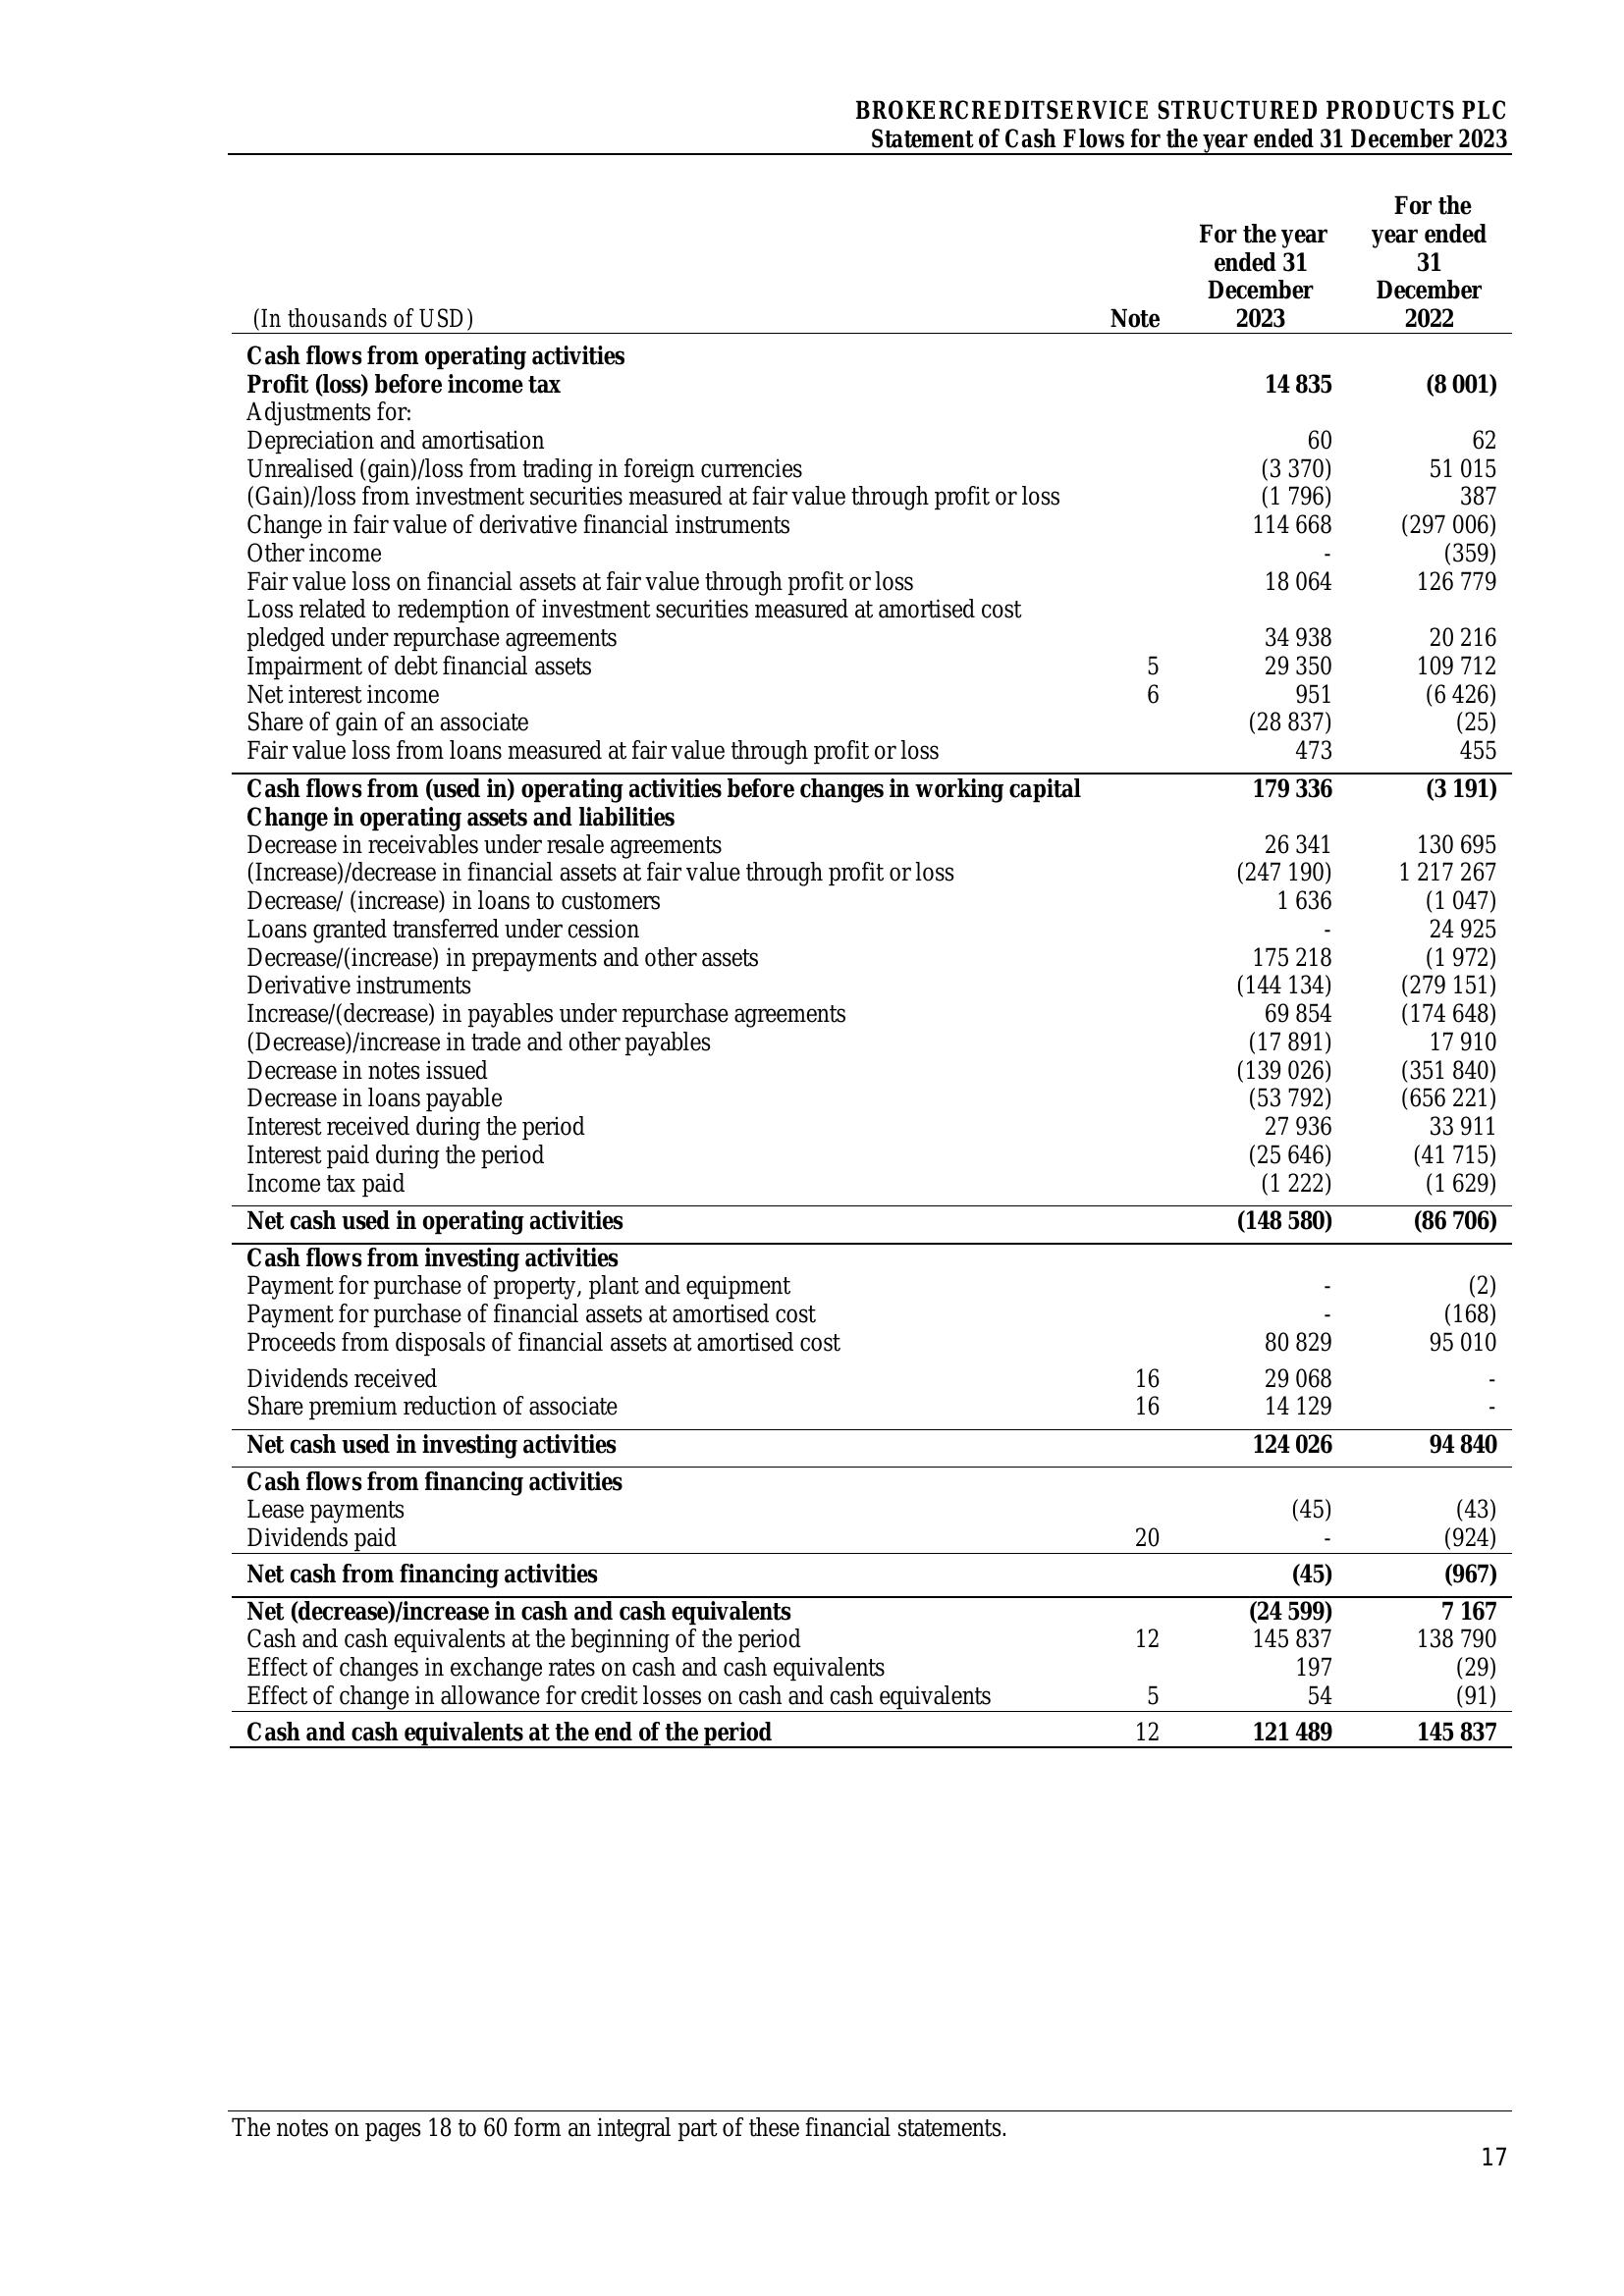 BROKERCREDITSERVICE STRUCTURED PRODUCTS PLC
Statement of Cash Flows for the year ended 31 December 2023
(In thousands of USD) Note For the year ended 31 December 2023 For the year ended 31 December 2022
Cash flows from operating activities
Profit (loss) before income tax 14 835 (8 001)
Adjustments for:
Depreciation and amortisation 60 62
Unrealised (gain)/loss from trading in foreign currencies (3 370) 51 015
(Gain)/loss from investment securities measured at fair value through profit or loss (1 796) 387
Change in fair value of derivative financial instruments 114 668 (297 006)
Other income - (359)
Fair value loss on financial assets at fair value through profit or loss 18 064 126 779
Loss related to redemption of investment securities measured at amortised cost
pledged under repurchase agreements 34 938 20 216
Impairment of debt financial assets 5 29 350 109 712
Net interest income 6 951 (6 426)
Share of gain of an associate (28 837) (25)
Fair value loss from loans measured at fair value through profit or loss 473 455
Cash flows from (used in) operating activities before changes in working capital 179 336 (3 191)
Change in operating assets and liabilities
Decrease in receivables under resale agreements 26 341 130 695
(Increase)/decrease in financial assets at fair value through profit or loss (247 190) 1 217 267
Decrease/ (increase) in loans to customers 1 636 (1 047)
Loans granted transferred under cession - 24 925
Decrease/(increase) in prepayments and other assets 175 218 (1 972)
Derivative instruments (144 134) (279 151)
Increase/(decrease) in payables under repurchase agreements 69 854 (174 648)
(Decrease)/increase in trade and other payables (17 891) 17 910
Decrease in notes issued (139 026) (351 840)
Decrease in loans payable (53 792) (656 221)
Interest received during the period 27 936 33 911
Interest paid during the period (25 646) (41 715)
Income tax paid (1 222) (1 629)
Net cash used in operating activities (148 580) (86 706)
Cash flows from investing activities
Payment for purchase of property, plant and equipment - (2)
Payment for purchase of financial assets at amortised cost - (168)
Proceeds from disposals of financial assets at amortised cost 80 829 95 010
Dividends received 16 29 068 -
Share premium reduction of associate 16 14 129 -
Net cash used in investing activities 124 026 94 840
Cash flows from financing activities
Lease payments (45) (43)
Dividends paid 20 - (924)
Net cash from financing activities (45) (967)
Net (decrease)/increase in cash and cash equivalents (24 599) 7 167
Cash and cash equivalents at the beginning of the period 12 145 837 138 790
Effect of changes in exchange rates on cash and cash equivalents 197 (29)
Effect of change in allowance for credit losses on cash and cash equivalents 5 54 (91)
Cash and cash equivalents at the end of the period 12 121 489 145 837
The notes on pages 18 to 60 form an integral part of these financial statements.
17